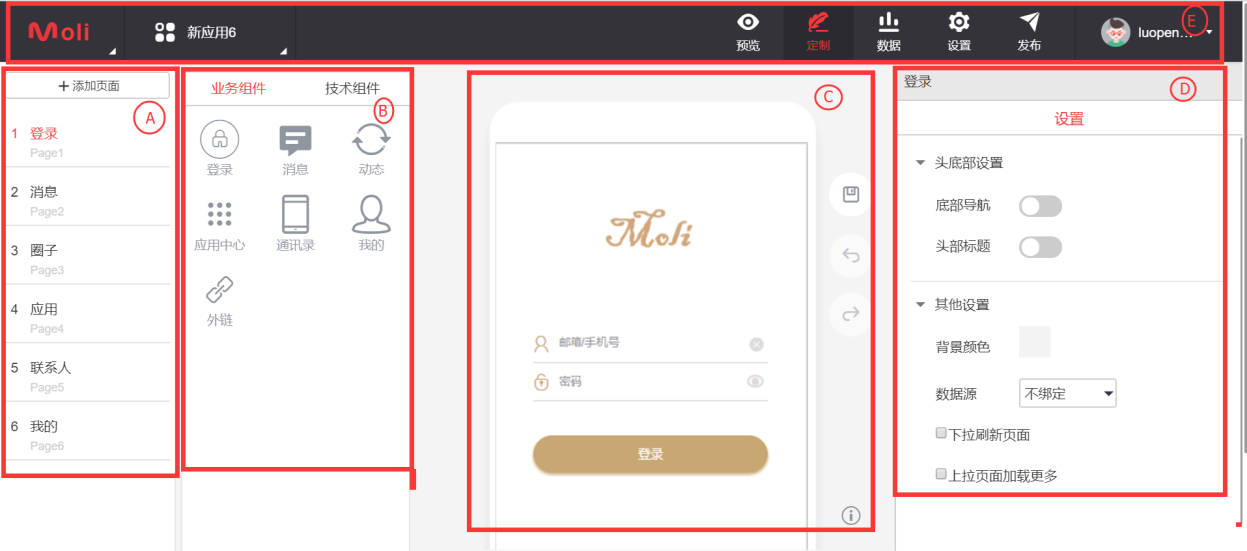 Moli
新应用6
预览
定制
数据
设置
发布
luopen...
E
添加页面
A
1 登录
Page1
2 消息
Page2
3 圈子
Page3
4 应用
Page4
5 联系人
Page5
6 我的
Page6
业务组件 技术组件
B
登录 消息 动态
应用中心 通讯录 我的
外链
C
Moli
邮箱/手机号
密码
登录
登录
D
设置
头底部设置
底部导航
头部标题
其他设置
背景颜色
数据源 不绑定
下拉刷新页面
上拉页面加载更多